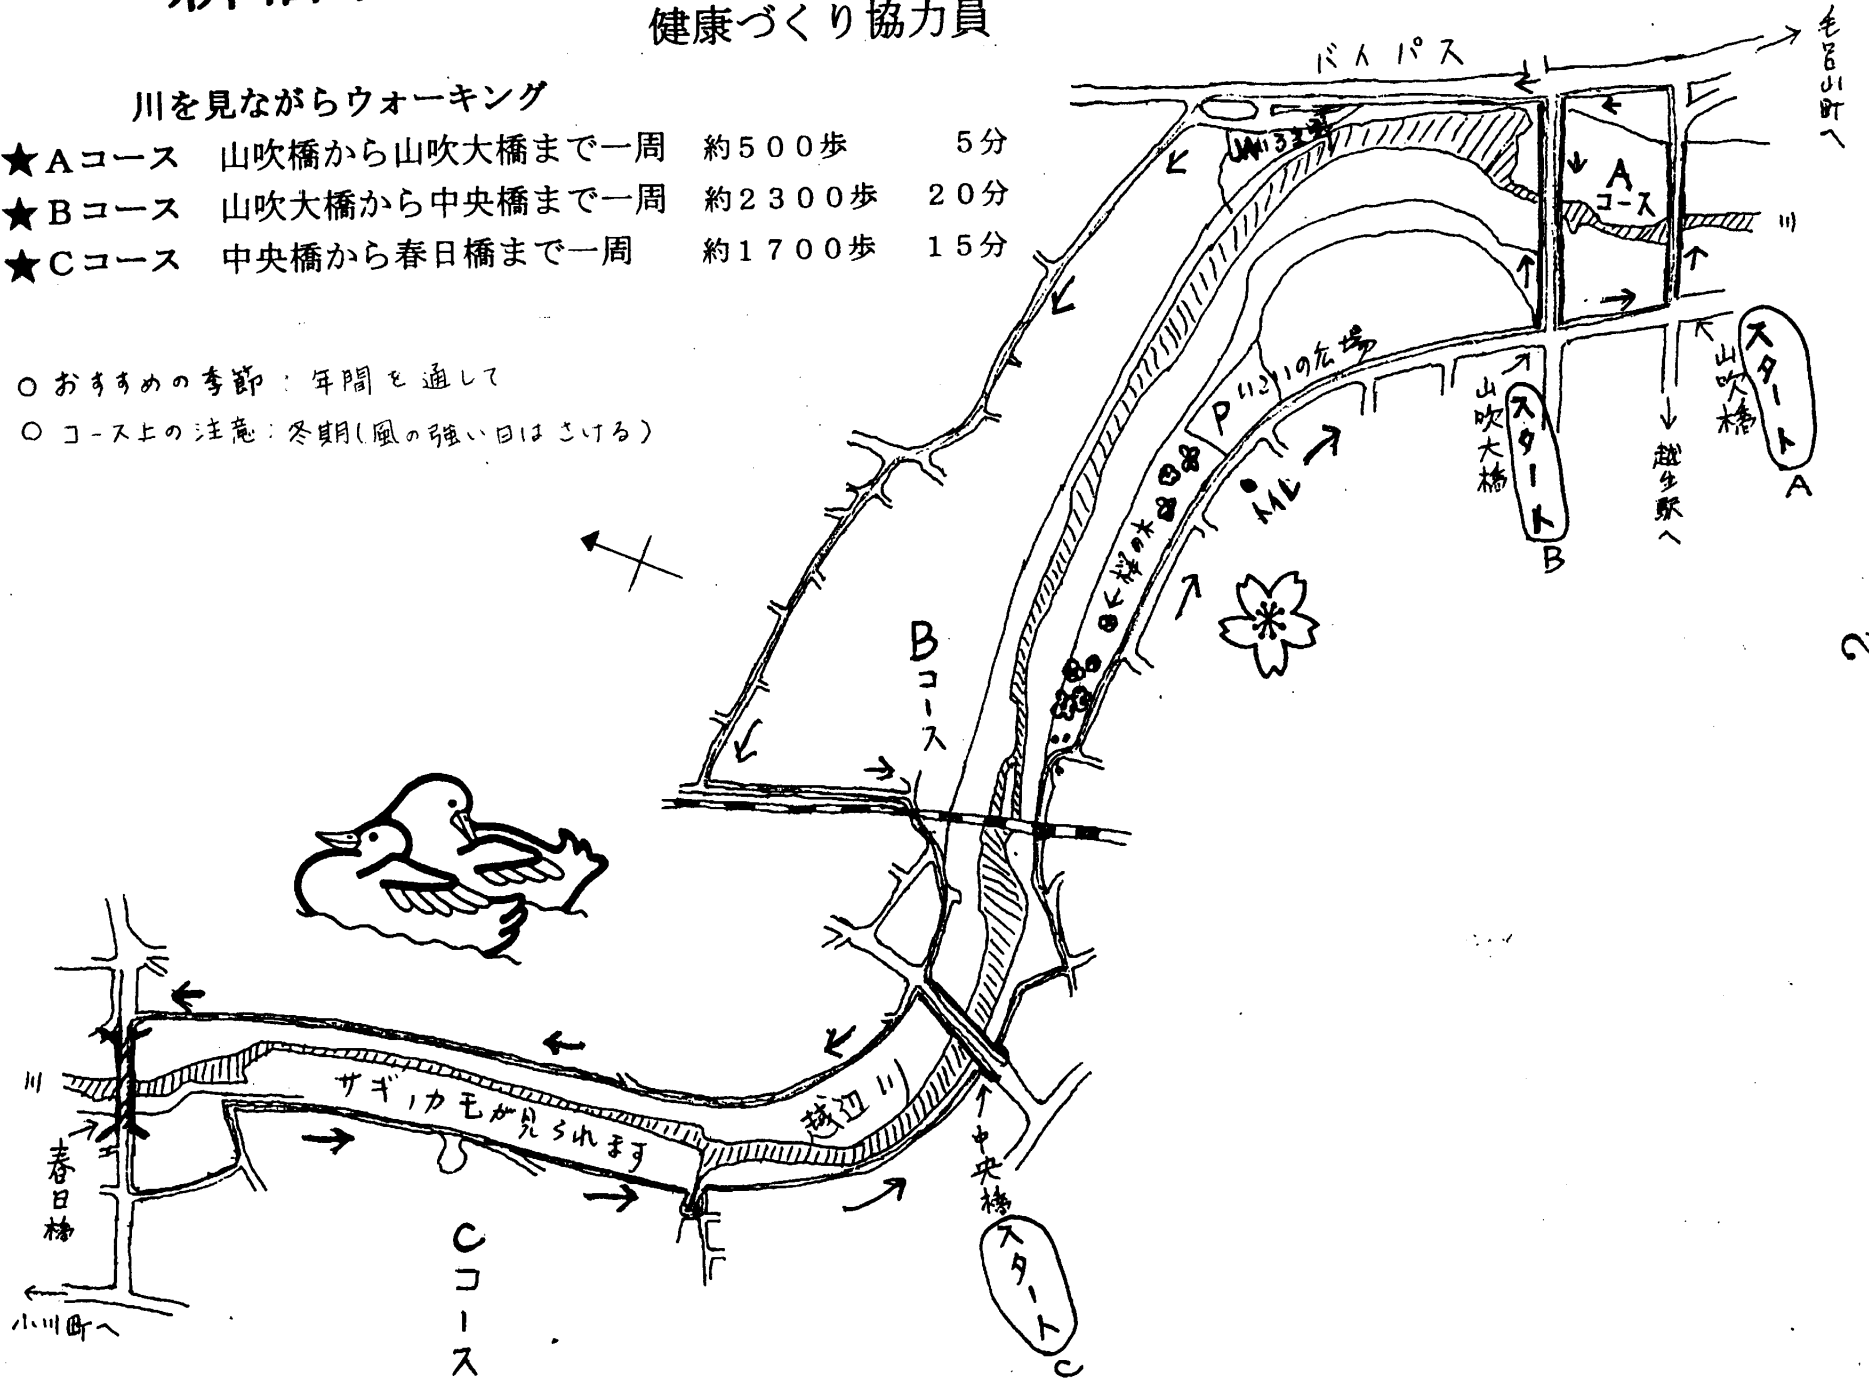 健康づくり協力員
川を見ながらウォーキング
★Aコース 山吹橋から山吹大橋まで一周 約500歩 5分
★Bコース 山吹大橋から中央橋まで一周 約2300歩 20分
★Cコース 中央橋から春日橋まで一周 約1700歩 15分
○ おすすめの季節：年間を通して
○ コース上の注意：冬期(風の強い日はさける)
バイパス
毛呂山町へ
A
コース
川
いこいの広場
P
トイレ
←桜の木
山吹大橋
スタート
B
越生駅へ
山吹橋
スタート
A
Bコース
越辺川
サギ、カモが見られます
川
春日橋
小川町へ
Cコース
中央橋
スタート
C